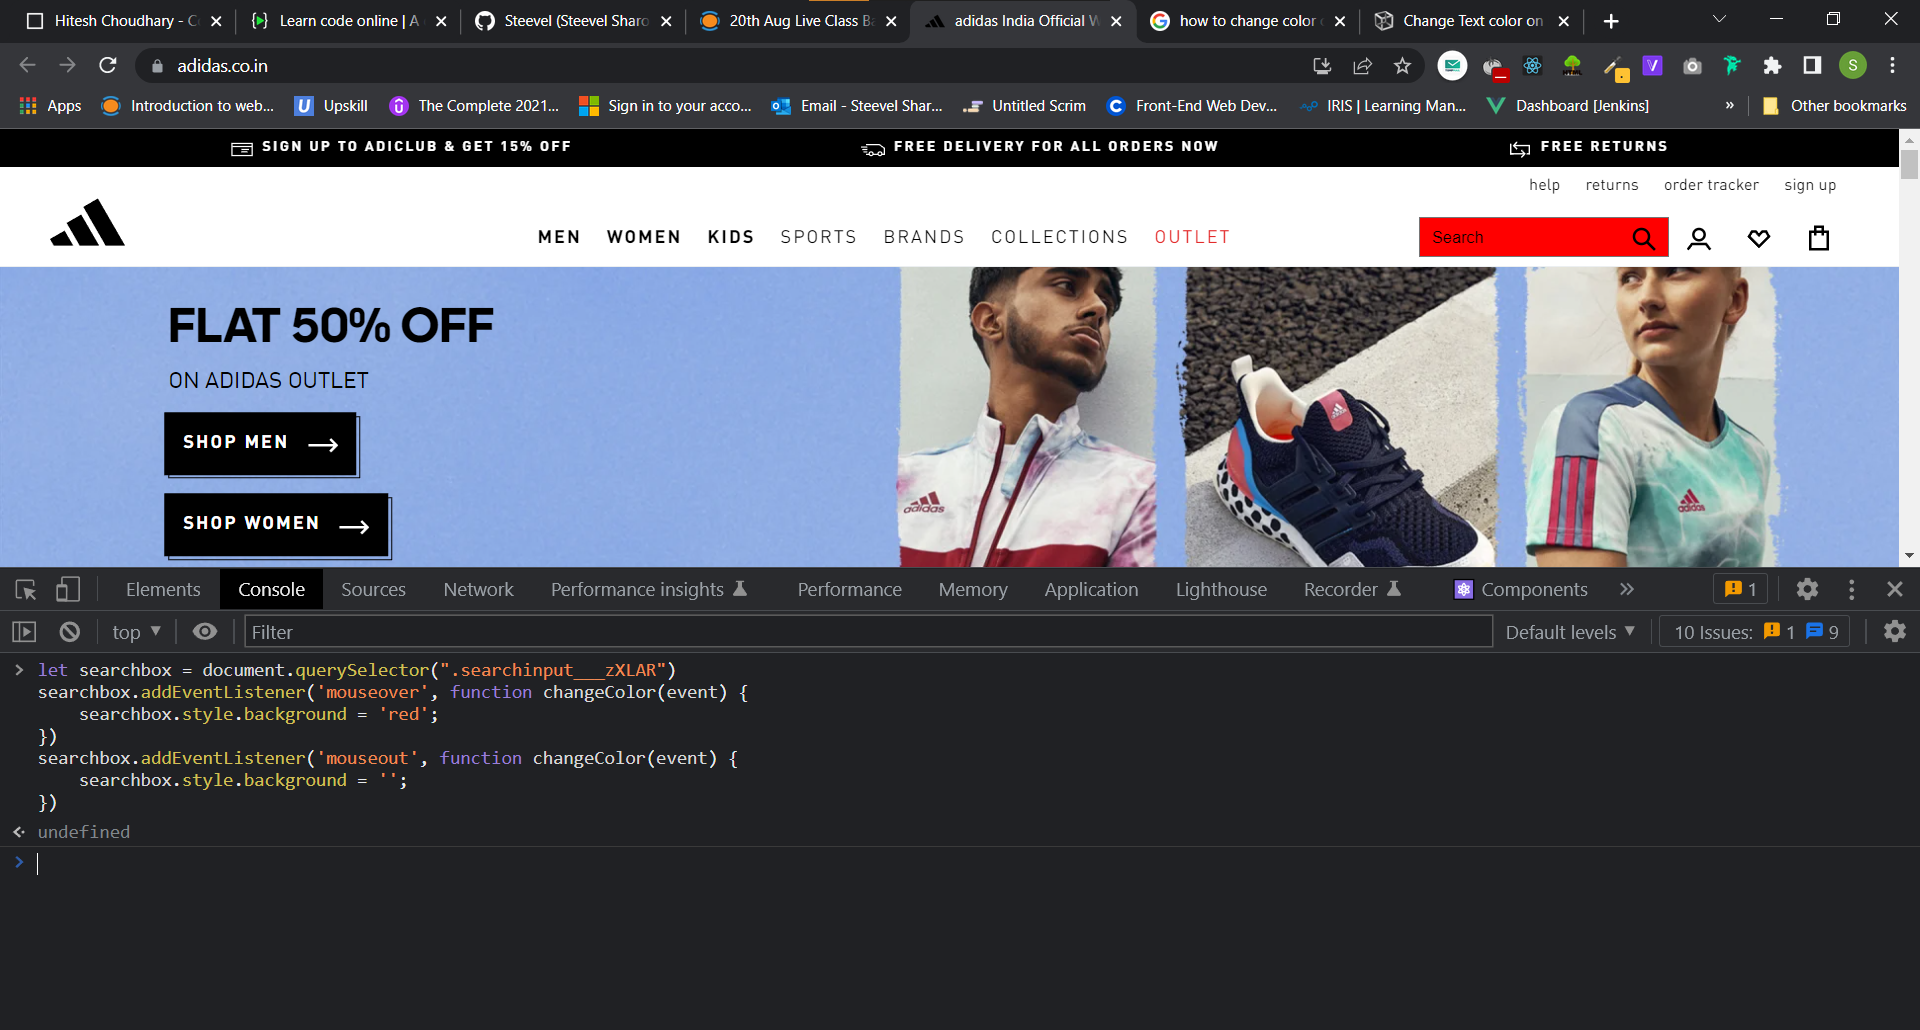 Hitesh Choudhary - C
Learn code online | A
Steevel (Steevel Sharo
20th Aug Live Class Ba
adidas India Official W
how to change color
Change Text color on
adidas.co.in
S
Apps
Introduction to web...
Upskill
The Complete 2021...
Sign in to your acco...
Email - Steevel Shar...
Untitled Scrim
Front-End Web Dev...
IRIS | Learning Man...
Dashboard [Jenkins]
»
Other bookmarks
SIGN UP TO ADICLUB & GET 15% OFF
FREE DELIVERY FOR ALL ORDERS NOW
FREE RETURNS
help
returns
order tracker
sign up
MEN
WOMEN
KIDS
SPORTS
BRANDS
COLLECTIONS
OUTLET
Search
FLAT 50% OFF
ON ADIDAS OUTLET
SHOP MEN
SHOP WOMEN
adidas
adidas
Elements
Console
Sources
Network
Performance insights
Performance
Memory
Application
Lighthouse
Recorder
Components
1
top
Filter
Default levels
10 Issues:
1
9
let searchbox = document.querySelector(".searchinput___zXLAR")
searchbox.addEventListener('mouseover', function changeColor(event) {
searchbox.style.background = 'red';
})
searchbox.addEventListener('mouseout', function changeColor(event) {
searchbox.style.background = '';
})
undefined